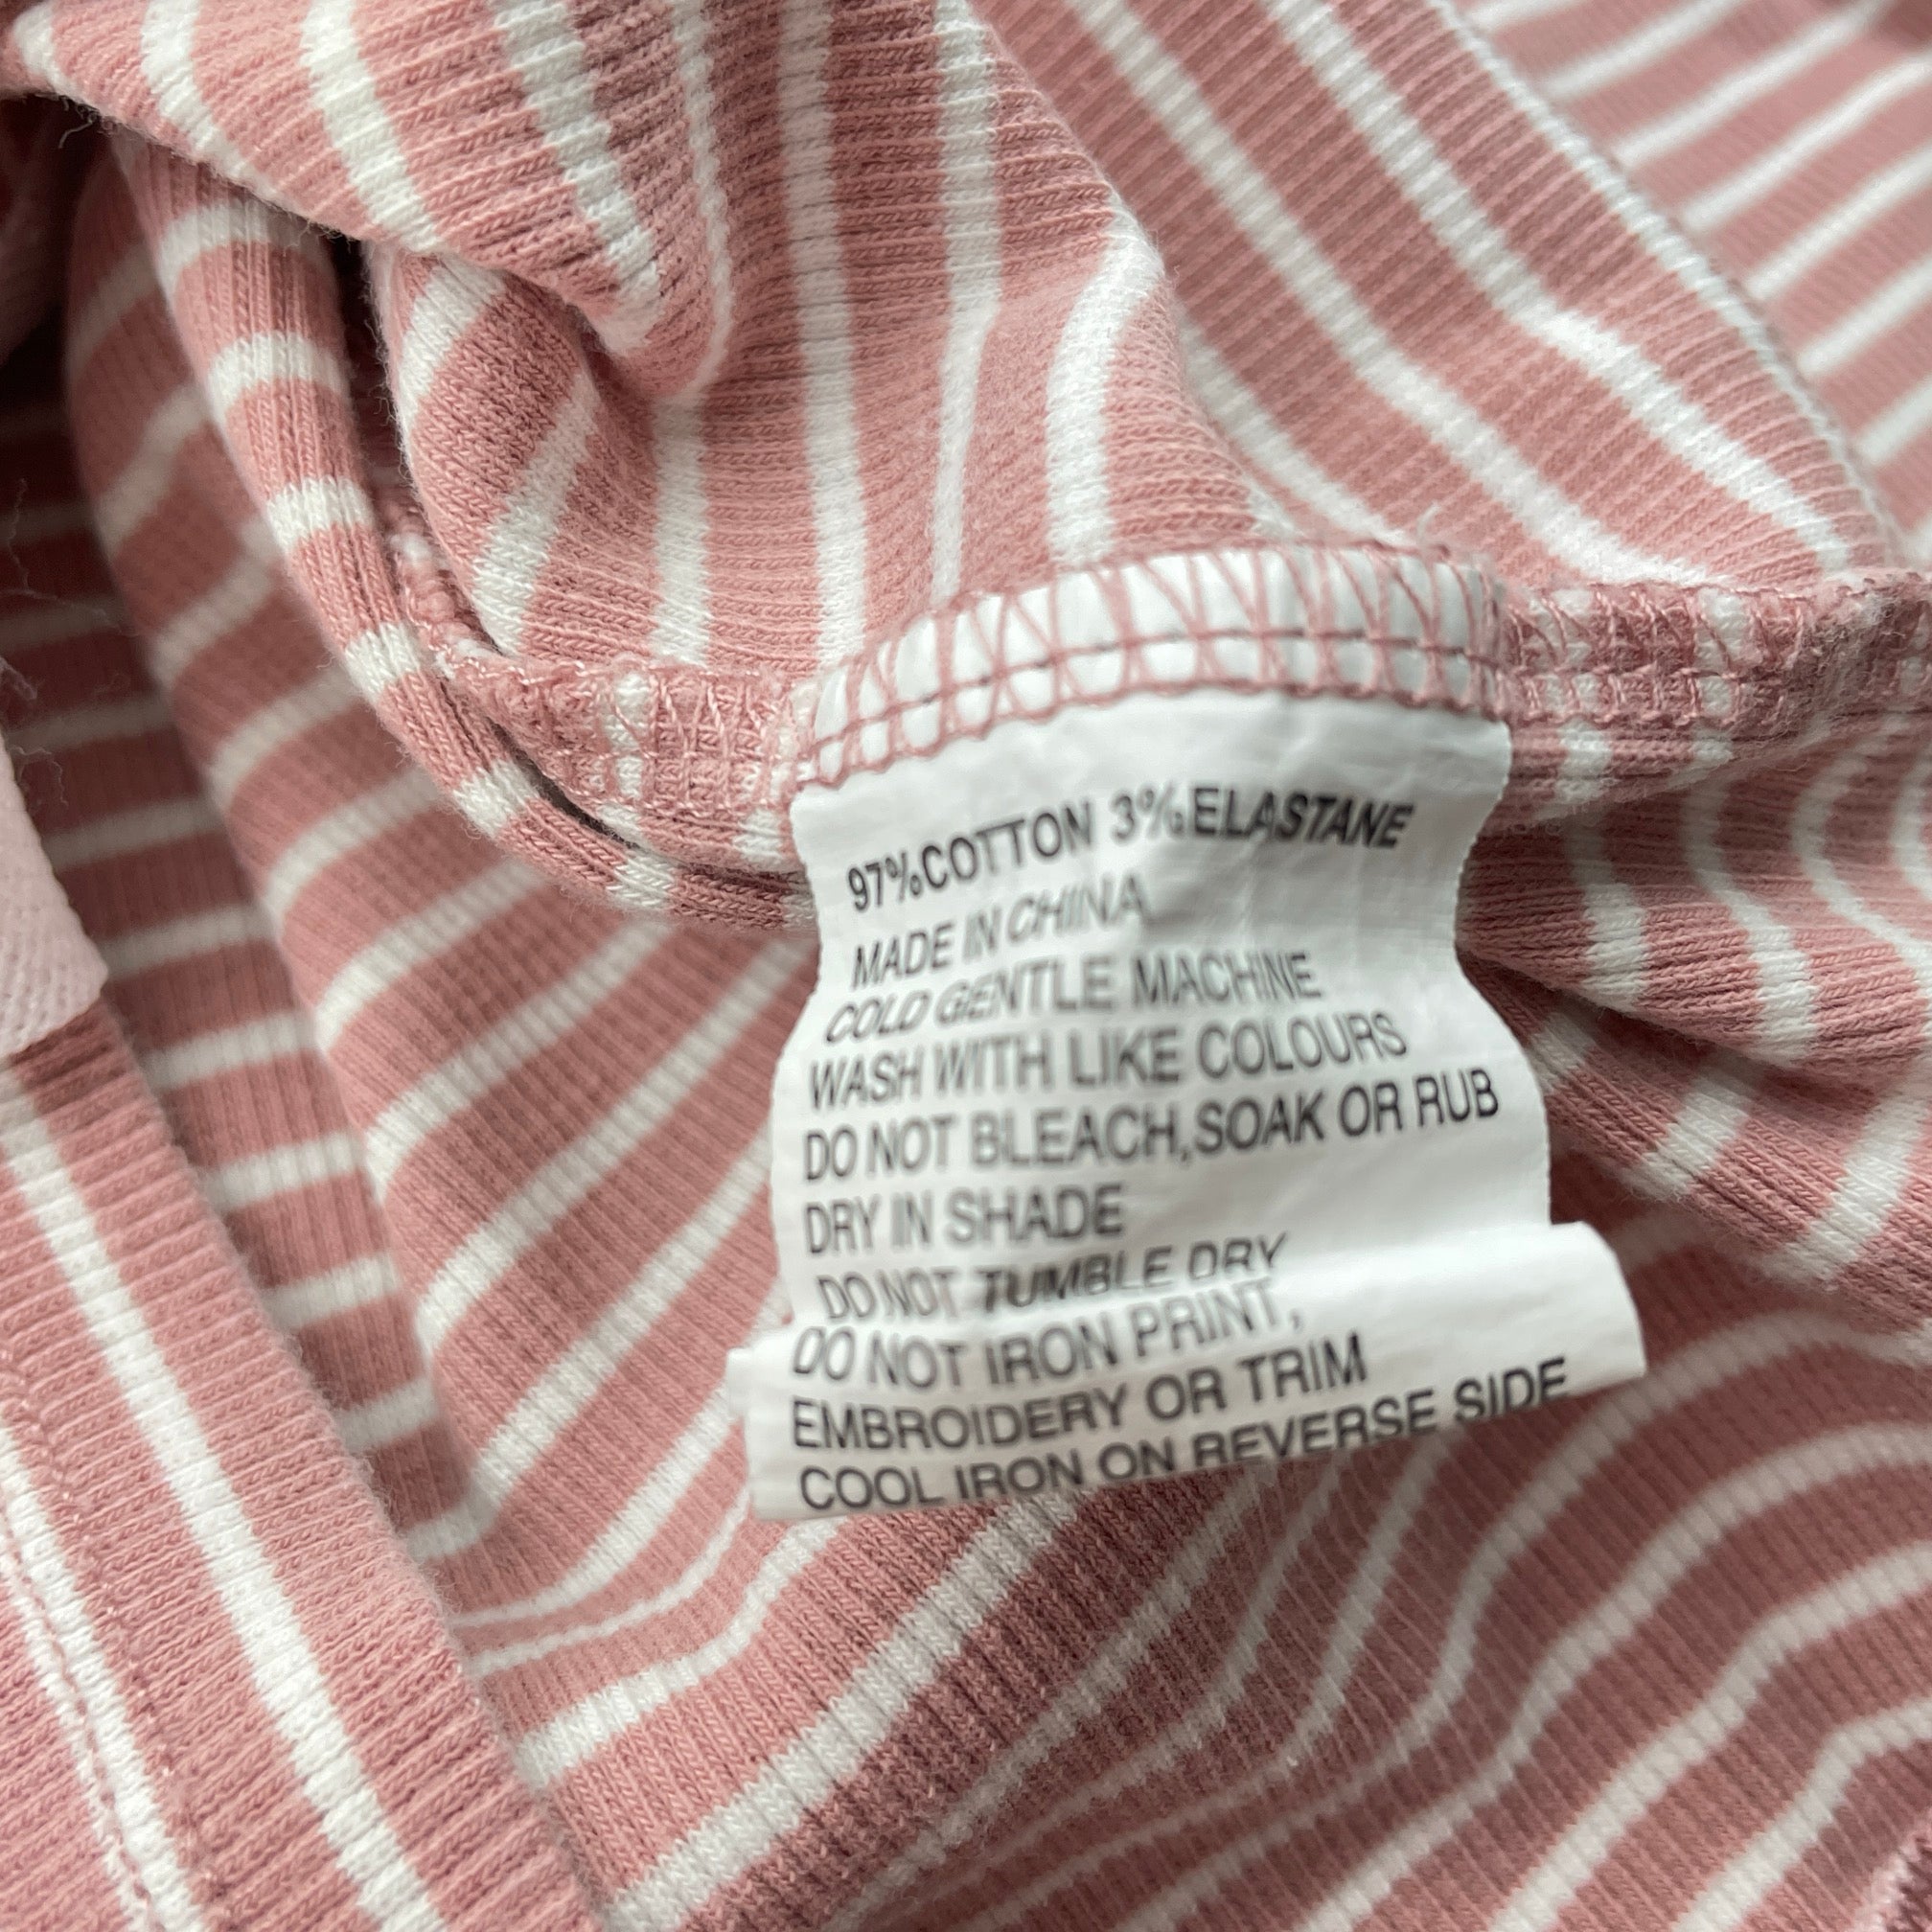 97%COTTON 3%ELASTANE
MADE IN CHINA
COLD GENTLE MACHINE
WASH WITH LIKE COLOURS
DO NOT BLEACH,SOAK OR RUB
DRY IN SHADE
DO NOT TUMBLE DRY
DO NOT IRON PRINT,
EMBROIDERY OR TRIM
COOL IRON ON REVERSE SIDE